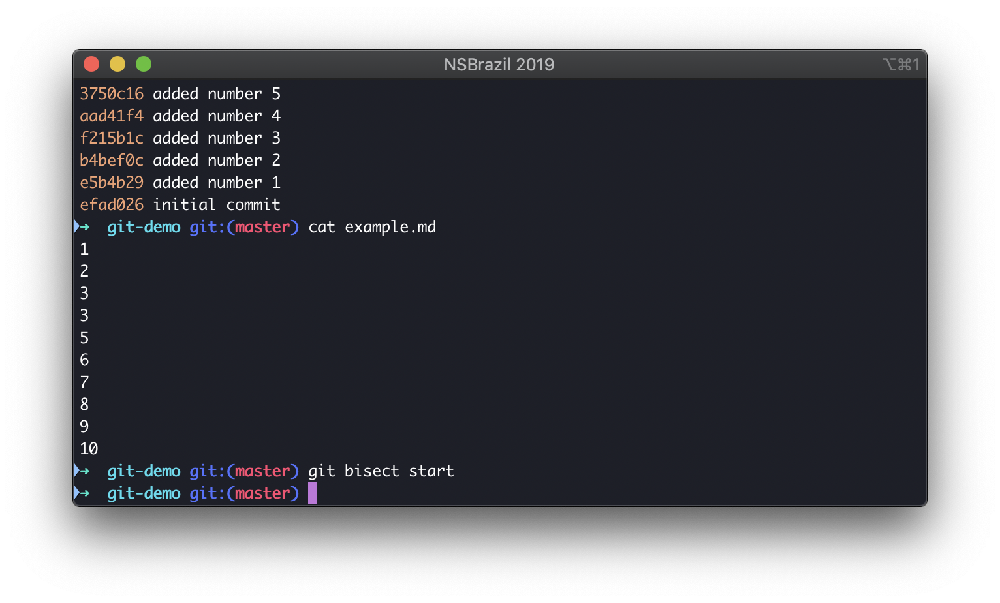 NSBrazil 2019 ⌥⌘1
3750c16 added number 5
aad41f4 added number 4
f215b1c added number 3
b4bef0c added number 2
e5b4b29 added number 1
efad026 initial commit
➜  git-demo git:(master) cat example.md
1
2
3
3
5
6
7
8
9
10
➜  git-demo git:(master) git bisect start
➜  git-demo git:(master)